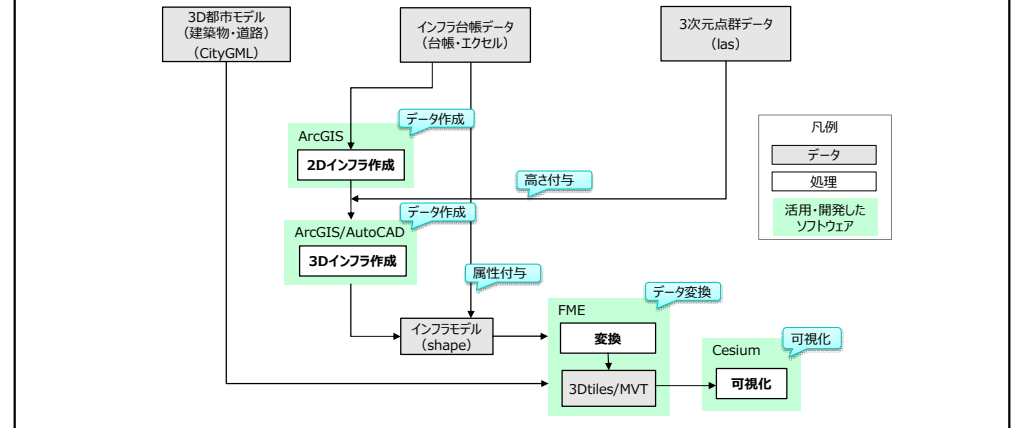 3D都市モデル
(建築物・道路)
(CityGML)
インフラ台帳データ
(台帳・エクセル)
3次元点群データ
(las)
データ作成
ArcGIS
2Dインフラ作成
高さ付与
データ作成
ArcGIS/AutoCAD
3Dインフラ作成
属性付与
インフラモデル
(shape)
データ変換
FME
変換
3Dtiles/MVT
可視化
Cesium
可視化
凡例
データ
処理
活用・開発した
ソフトウェア